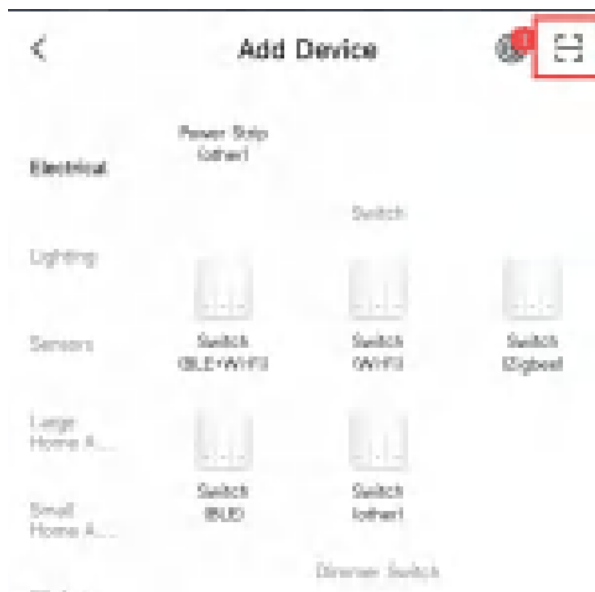 Add Device
Power Strip
(other)
Electrical
Switch
Lighting
Switch
(BLE+Wi-Fi)
Switch
(Wi-Fi)
Switch
(Zigbee)
Sensors
Large
Home A...
Switch
(BLE)
Switch
(other)
Small
Home A...
Dimmer Switch